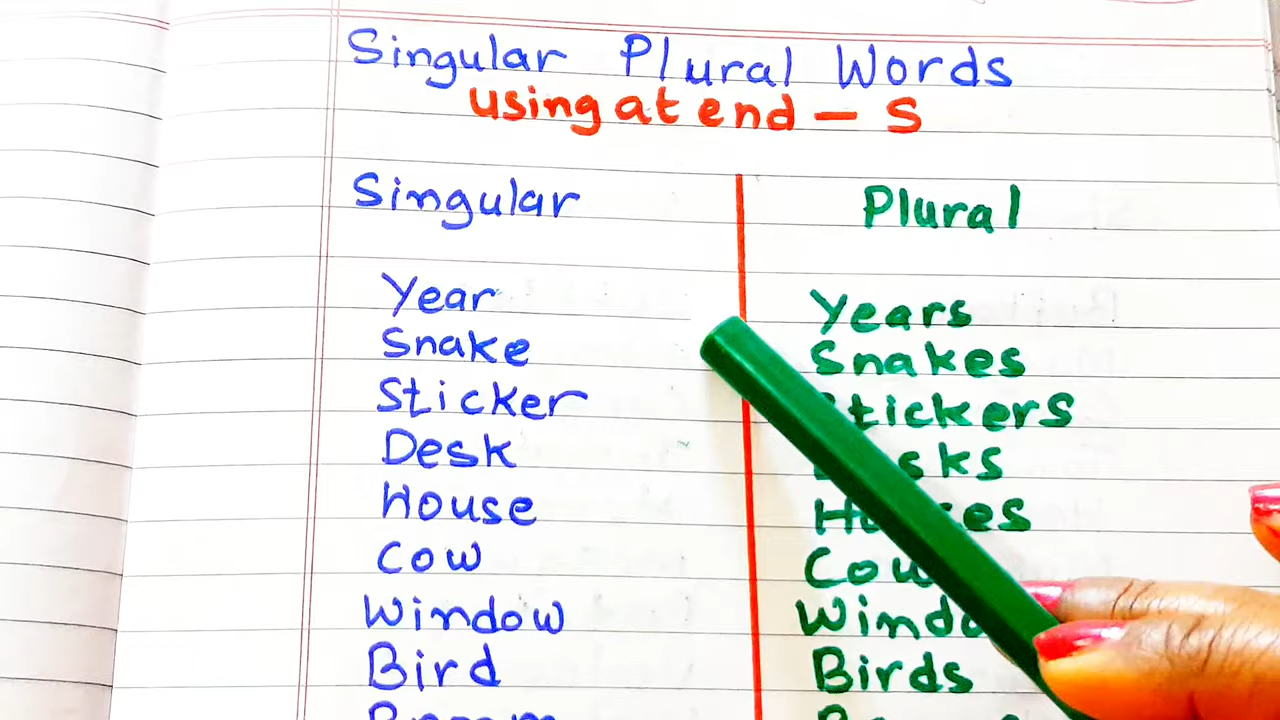 Singular Plural Words
using at end - S
Singular Plural
Year Years
Snake Snakes
Sticker Stickers
Desk
House
Cow
Window
Bird Birds